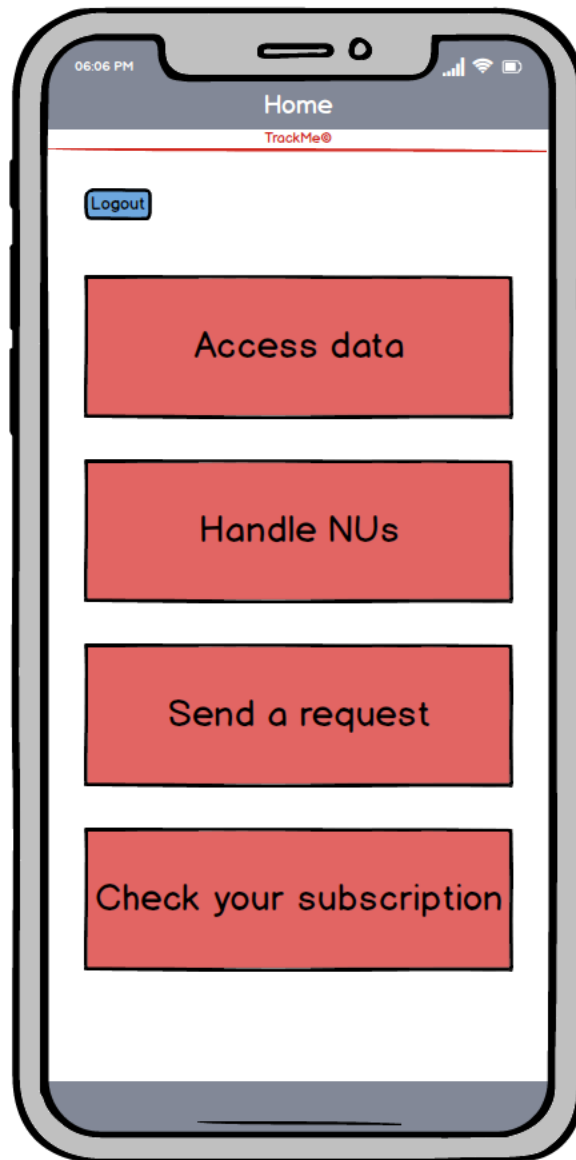 06:06 PM
Home
TrackMe©
Logout
Access data
Handle NUs
Send a request
Check your subscription